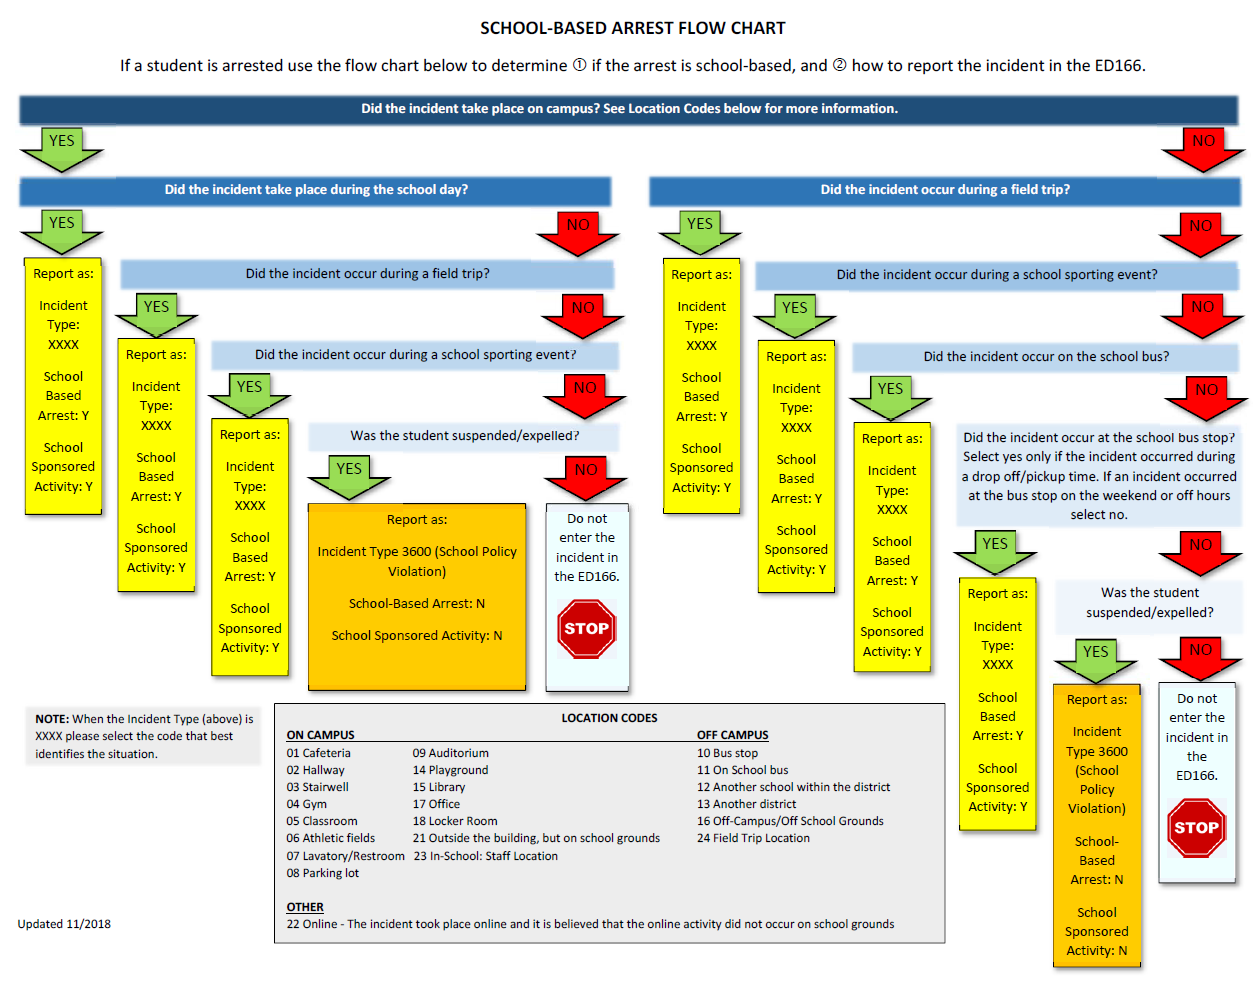 SCHOOL-BASED ARREST FLOW CHART
If a student is arrested use the flow chart below to determine ① if the arrest is school-based, and ② how to report the incident in the ED166.
Did the incident take place on campus? See Location Codes below for more information.
YES
NO
Did the incident take place during the school day?
YES
NO
Report as:
Incident
Type:
XXXX
School
Based
Arrest: Y
School
Sponsored
Activity: Y
Did the incident occur during a field trip?
YES
NO
Report as:
Incident
Type:
XXXX
School
Based
Arrest: Y
School
Sponsored
Activity: Y
Did the incident occur during a school sporting event?
YES
NO
Report as:
Incident
Type:
XXXX
School
Based
Arrest: Y
School
Sponsored
Activity: Y
Was the student suspended/expelled?
YES
NO
Report as:
Incident Type 3600 (School Policy
Violation)
School-Based Arrest: N
School Sponsored Activity: N
Do not
enter the
incident in
the ED166.
STOP
Did the incident occur during a field trip?
YES
NO
Report as:
Incident
Type:
XXXX
School
Based
Arrest: Y
School
Sponsored
Activity: Y
Did the incident occur during a school sporting event?
YES
NO
Report as:
Incident
Type:
XXXX
School
Based
Arrest: Y
School
Sponsored
Activity: Y
Did the incident occur on the school bus?
YES
NO
Report as:
Incident
Type:
XXXX
School
Based
Arrest: Y
School
Sponsored
Activity: Y
Did the incident occur at the school bus stop?
Select yes only if the incident occurred during
a drop off/pickup time. If an incident occurred
at the bus stop on the weekend or off hours
select no.
YES
NO
Report as:
Incident
Type:
XXXX
School
Based
Arrest: Y
School
Sponsored
Activity: Y
Was the student
suspended/expelled?
YES
NO
Report as:
Incident
Type 3600
(School
Policy
Violation)
School-
Based
Arrest: N
School
Sponsored
Activity: N
Do not
enter the
incident in
the
ED166.
STOP
NOTE: When the Incident Type (above) is
XXXX please select the code that best
identifies the situation.
LOCATION CODES
ON CAMPUS
01 Cafeteria
02 Hallway
03 Stairwell
04 Gym
05 Classroom
06 Athletic fields
07 Lavatory/Restroom
08 Parking lot
09 Auditorium
14 Playground
15 Library
17 Office
18 Locker Room
21 Outside the building, but on school grounds
23 In-School: Staff Location
OFF CAMPUS
10 Bus stop
11 On School bus
12 Another school within the district
13 Another district
16 Off-Campus/Off School Grounds
24 Field Trip Location
OTHER
22 Online - The incident took place online and it is believed that the online activity did not occur on school grounds
Updated 11/2018